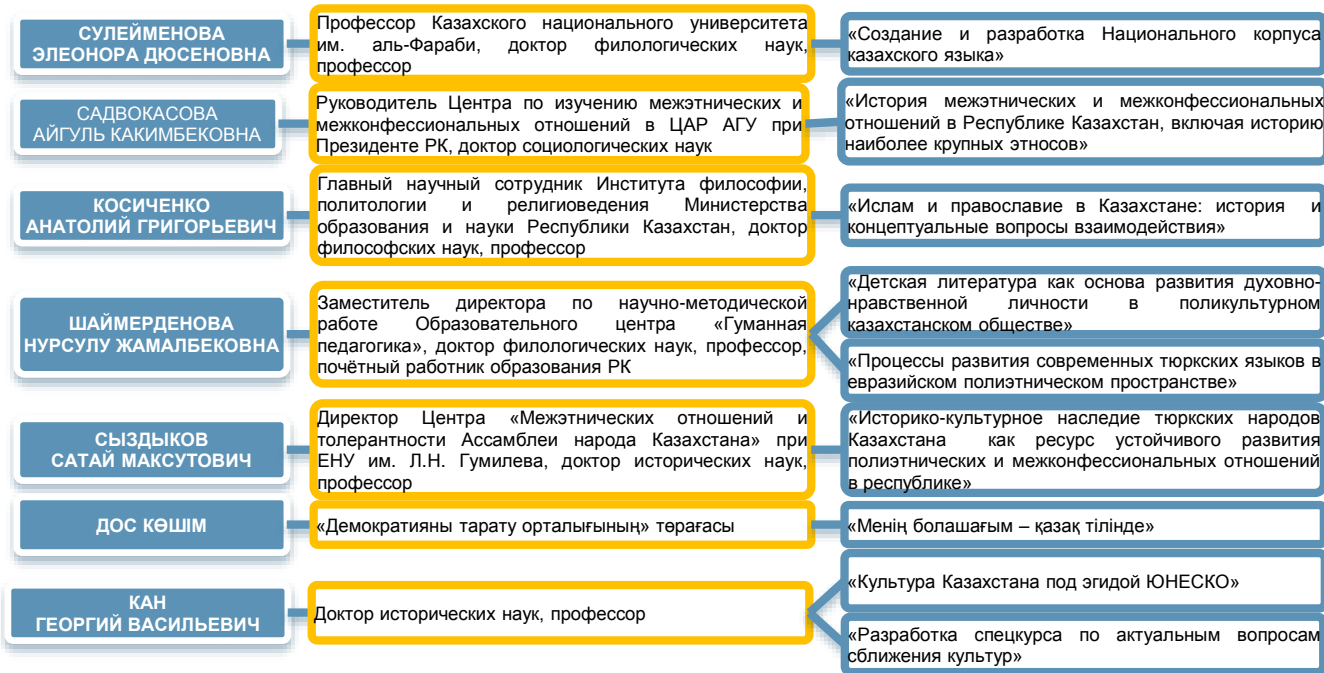 СУЛЕЙМЕНОВА
ЭЛЕОНОРА ДЮСЕНОВНА
Профессор Казахского национального университета
им. аль-Фараби, доктор филологических наук,
профессор
«Создание и разработка Национального корпуса
казахского языка»
САДВОКАСОВА
АЙГУЛЬ КАКИМБЕКОВНА
Руководитель Центра по изучению межэтнических и
межконфессиональных отношений в ЦАР АГУ при
Президенте РК, доктор социологических наук
«История межэтнических и межконфессиональных
отношений в Республике Казахстан, включая историю
наиболее крупных этносов»
КОСИЧЕНКО
АНАТОЛИЙ ГРИГОРЬЕВИЧ
Главный научный сотрудник Института философии,
политологии и религиоведения Министерства
образования и науки Республики Казахстан, доктор
философских наук, профессор
«Ислам и православие в Казахстане: история и
концептуальные вопросы взаимодействия»
ШАЙМЕРДЕНОВА
НУРСУЛУ ЖАМАЛБЕКОВНА
Заместитель директора по научно-методической
работе Образовательного центра «Гуманная
педагогика», доктор филологических наук, профессор,
почётный работник образования РК
«Детская литература как основа развития духовно-
нравственной личности в поликультурном
казахстанском обществе»
«Процессы развития современных тюркских языков в
евразийском полиэтническом пространстве»
СЫЗДЫКОВ
САТАЙ МАКСУТОВИЧ
Директор Центра «Межэтнических отношений и
толерантности Ассамблеи народа Казахстана» при
ЕНУ им. Л.Н. Гумилева, доктор исторических наук,
профессор
«Историко-культурное наследие тюркских народов
Казахстана как ресурс устойчивого развития
полиэтнических и межконфессиональных отношений
в республике»
ДОС КӨШІМ
«Демократияны тарату орталығының» төрағасы
«Менің болашағым – қазақ тілінде»
КАН
ГЕОРГИЙ ВАСИЛЬЕВИЧ
Доктор исторических наук, профессор
«Культура Казахстана под эгидой ЮНЕСКО»
«Разработка спецкурса по актуальным вопросам
сближения культур»